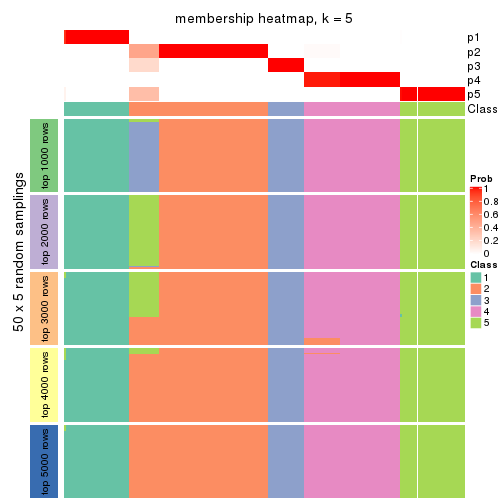 membership heatmap, k = 5
p1
p2
p3
p4
p5
Class
50 x 5 random samplings
top 1000 rows
top 2000 rows
top 3000 rows
top 4000 rows
top 5000 rows
Prob
1
0.8
0.6
0.4
0.2
0
Class
1
2
3
4
5